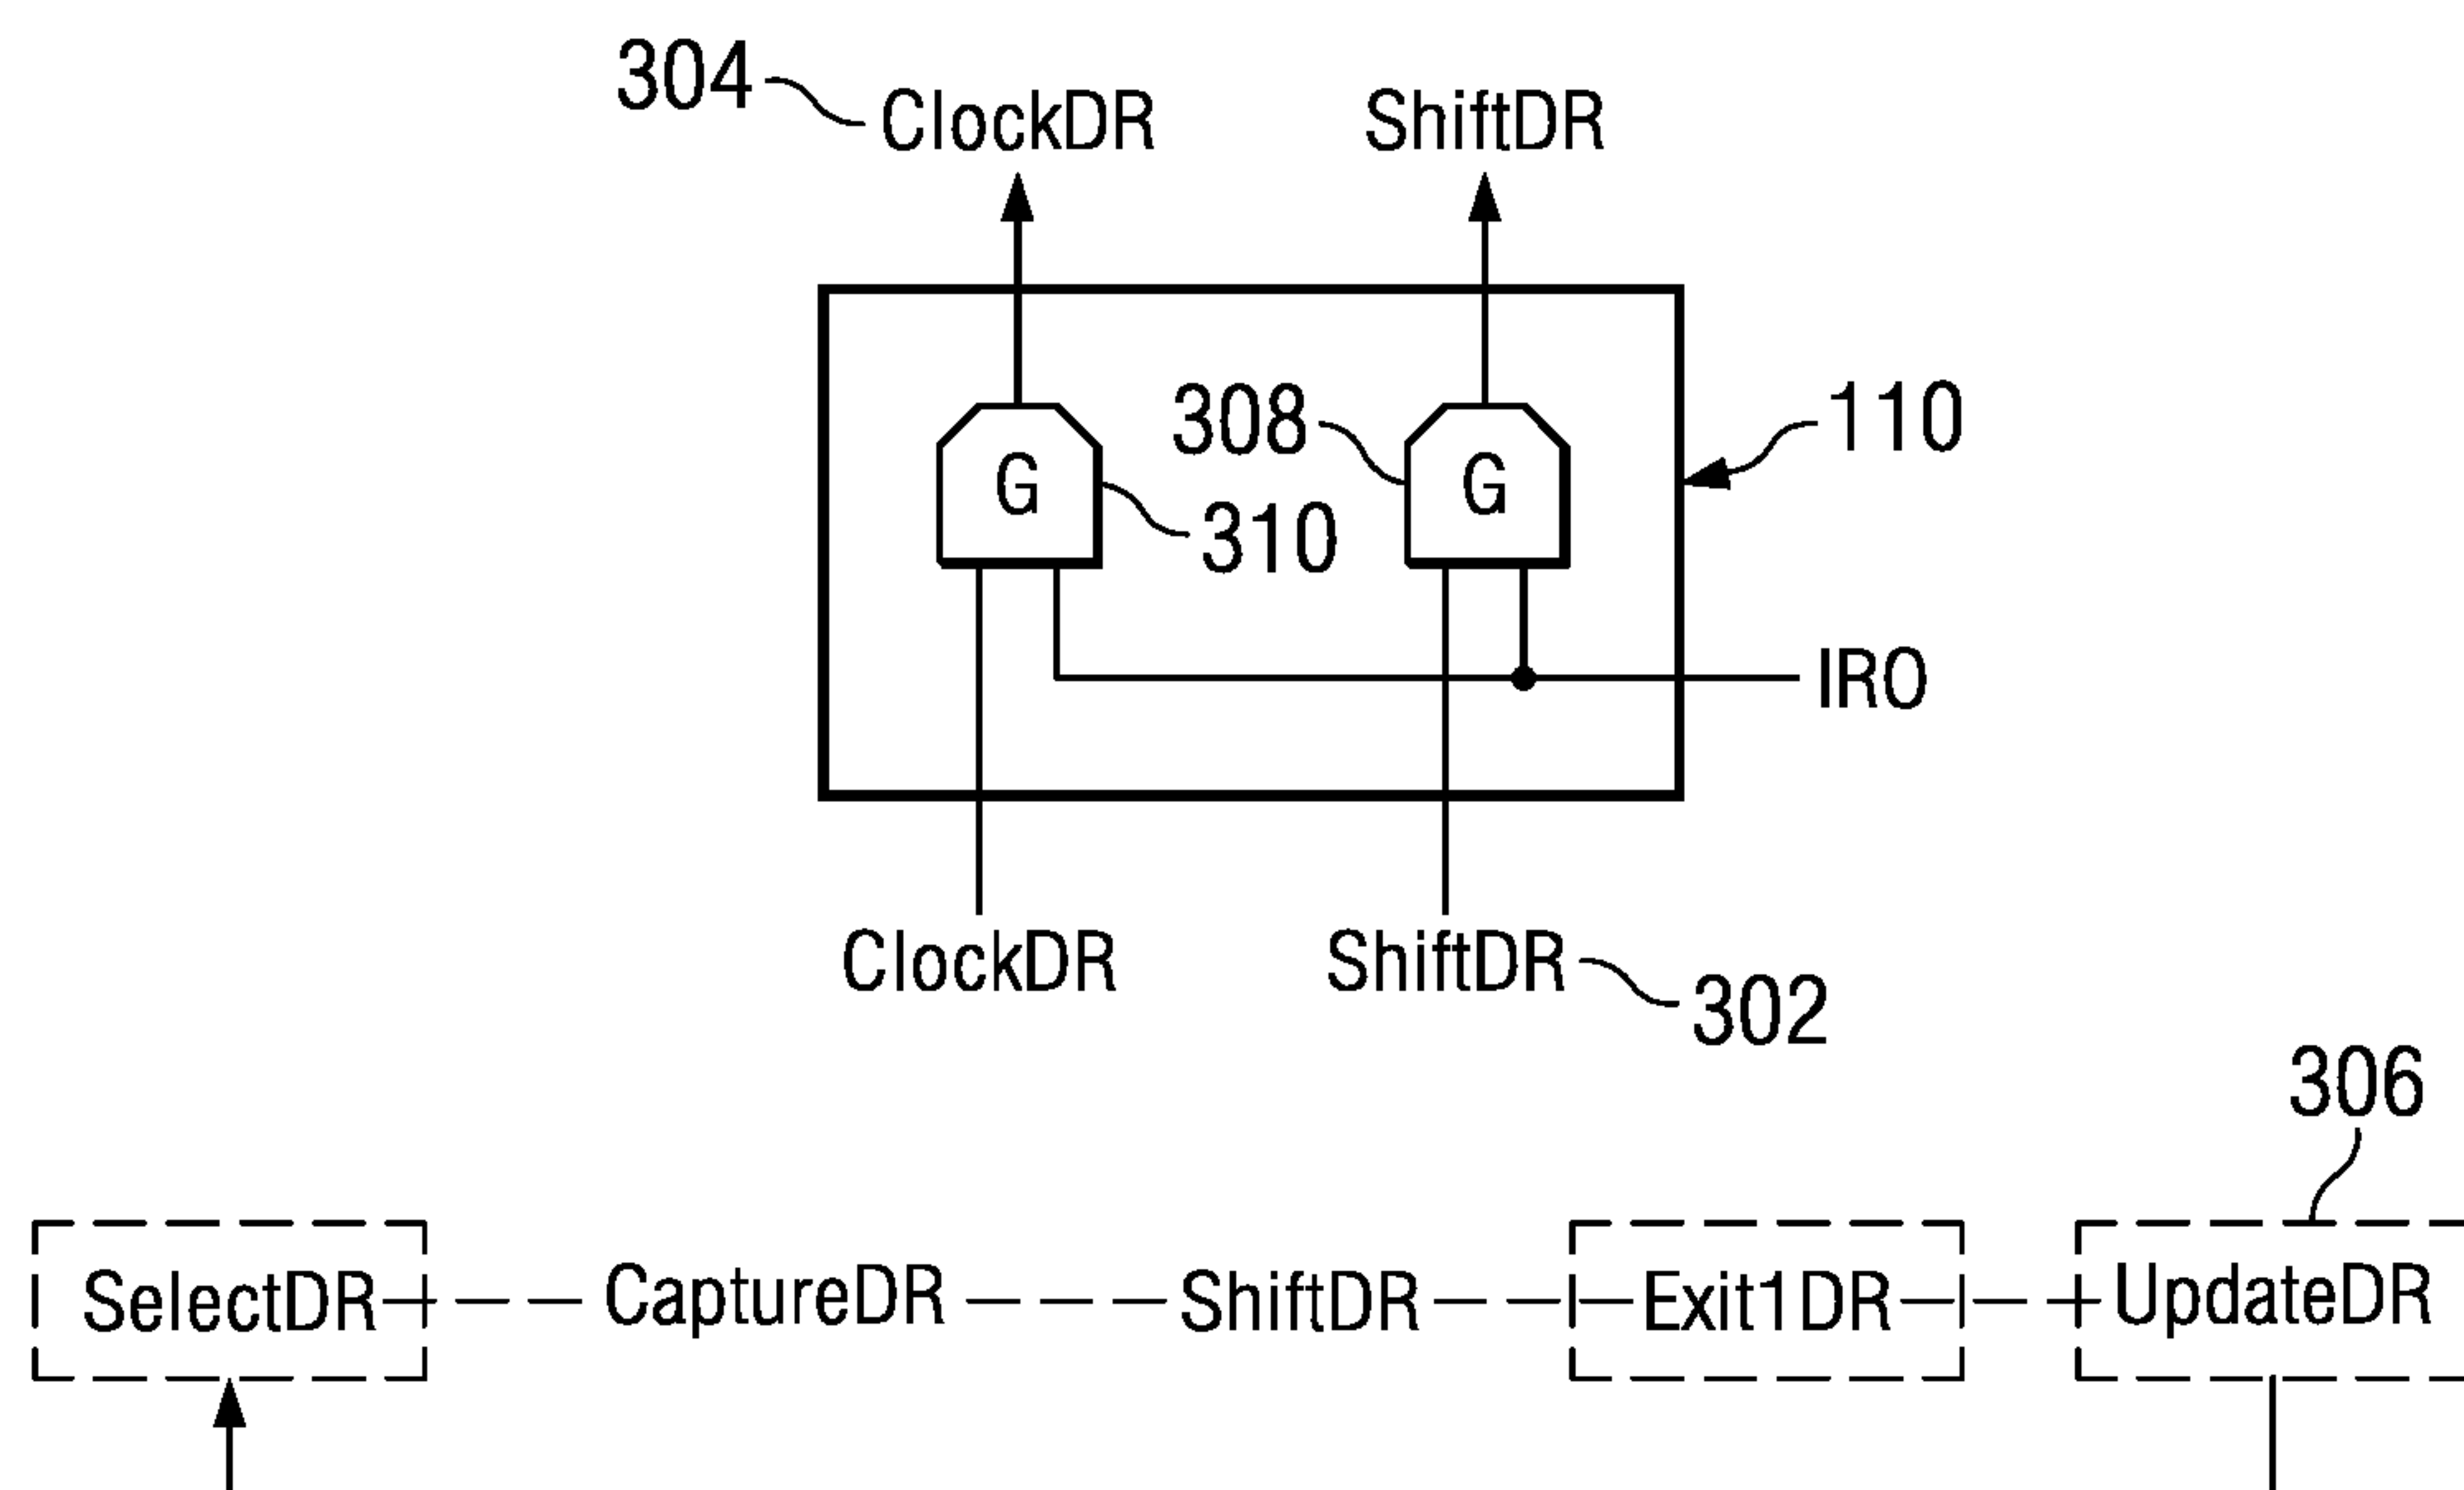 304
ClockDR
ShiftDR
308
110
G
G
310
IRO
ClockDR
ShiftDR
302
306
SelectDR
CaptureDR
ShiftDR
Exit1DR
UpdateDR